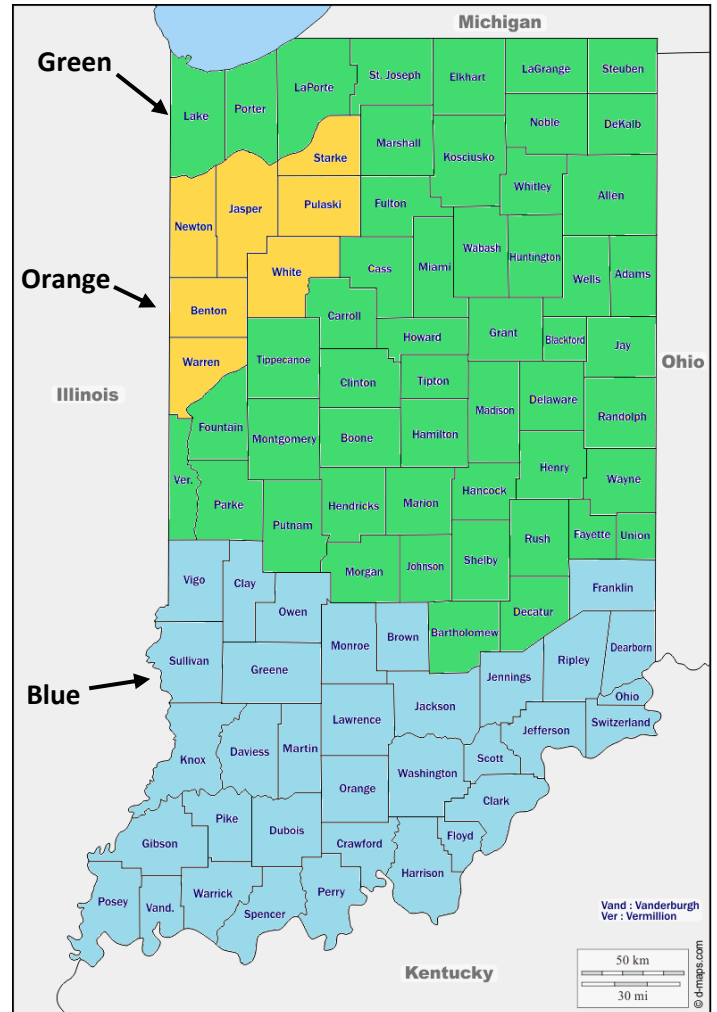 Michigan
Green
Lake
Porter
LaPorte
St. Joseph
Elkhart
LaGrange
Steuben
Noble
DeKalb
Starke
Marshall
Kosciusko
Whitley
Allen
Newton
Jasper
Pulaski
Fulton
Orange
White
Cass
Miami
Wabash
Huntington
Wells
Adams
Benton
Carroll
Howard
Grant
Blackford
Jay
Ohio
Warren
Tippecanoe
Clinton
Tipton
Madison
Delaware
Randolph
Illinois
Fountain
Montgomery
Boone
Hamilton
Henry
Wayne
Ver.
Parke
Putnam
Hendricks
Marion
Hancock
Rush
Fayette
Union
Morgan
Johnson
Shelby
Vigo
Clay
Owen
Monroe
Brown
Bartholomew
Decatur
Franklin
Blue
Sullivan
Greene
Jackson
Jennings
Ripley
Dearborn
Ohio
Knox
Daviess
Martin
Lawrence
Washington
Scott
Jefferson
Switzerland
Orange
Clark
Gibson
Pike
Dubois
Crawford
Floyd
Harrison
Posey
Vand.
Warrick
Spencer
Perry
Vand : Vanderburgh
Ver : Vermillion
Kentucky
50 km
30 mi
© d-maps.com